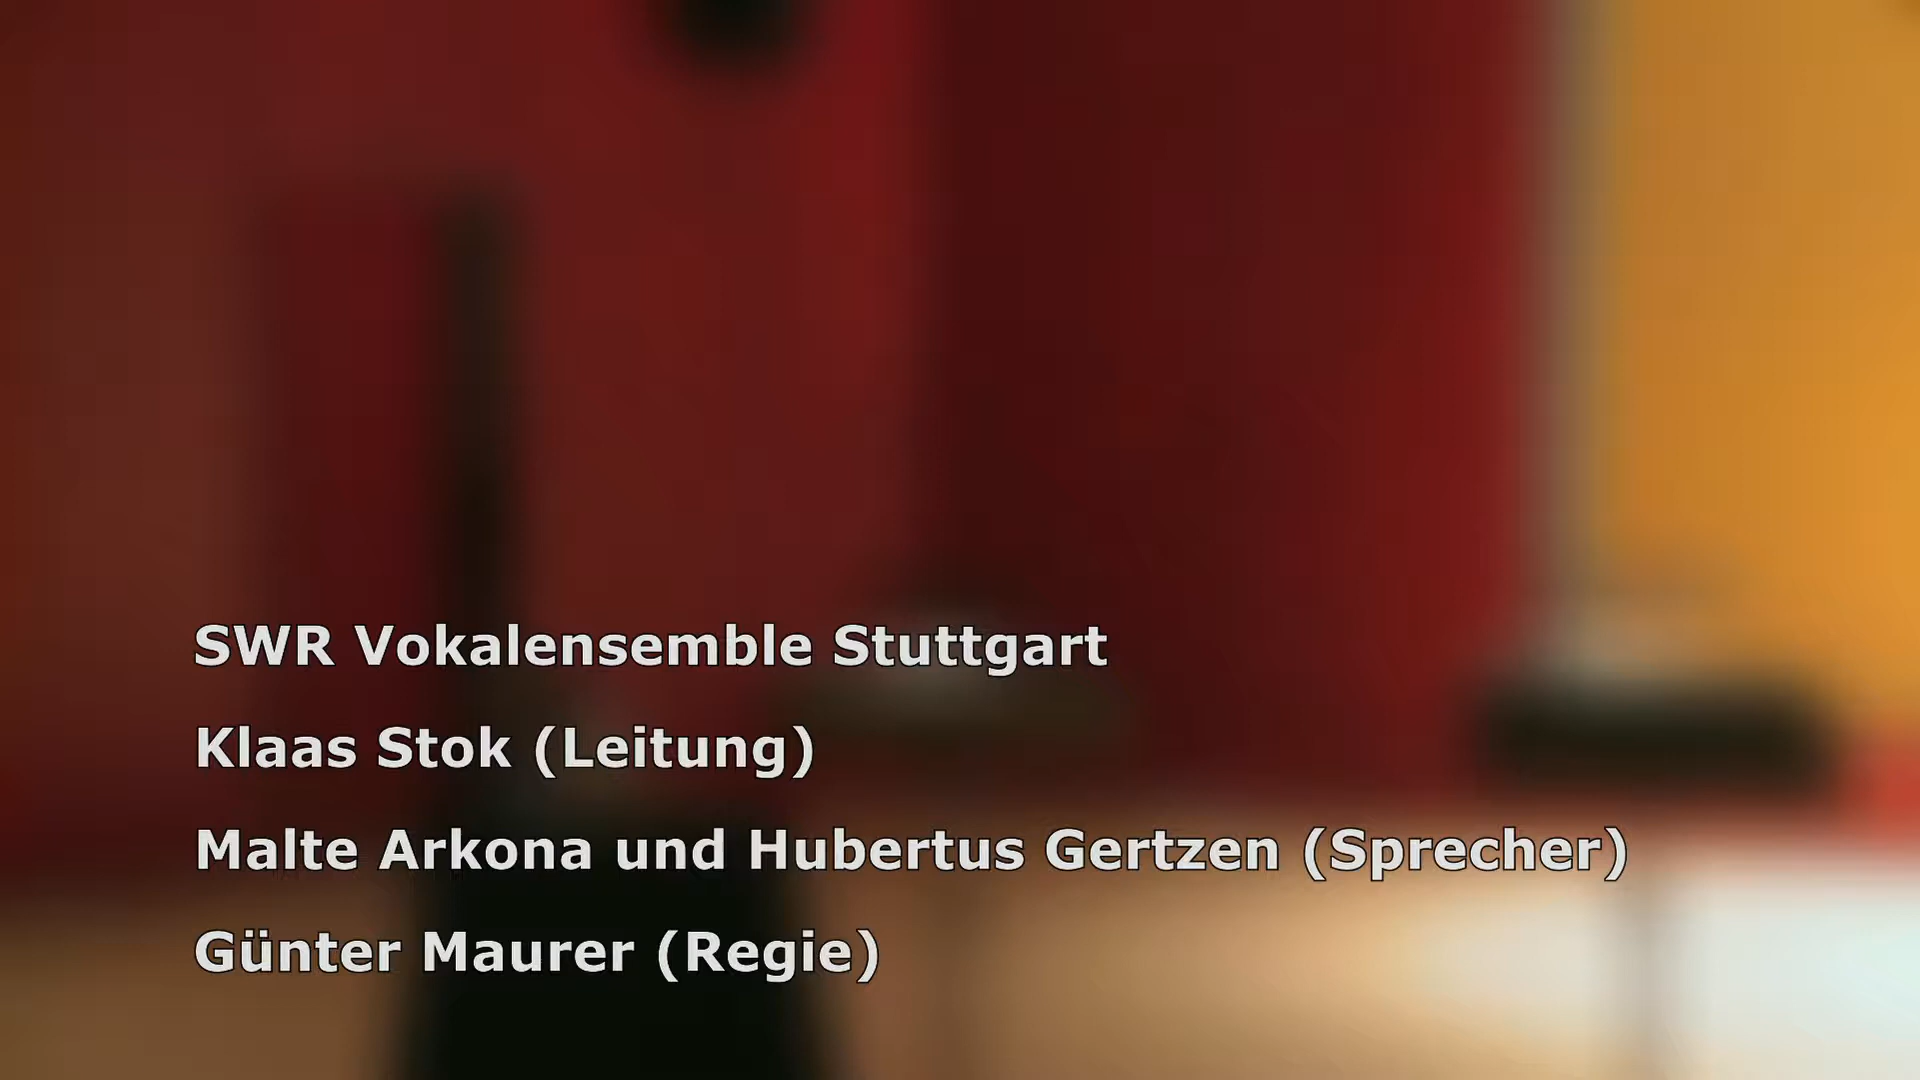 SWR Vokalensemble Stuttgart
Klaas Stok (Leitung)
Malte Arkona und Hubertus Gertzen (Sprecher)
Günter Maurer (Regie)